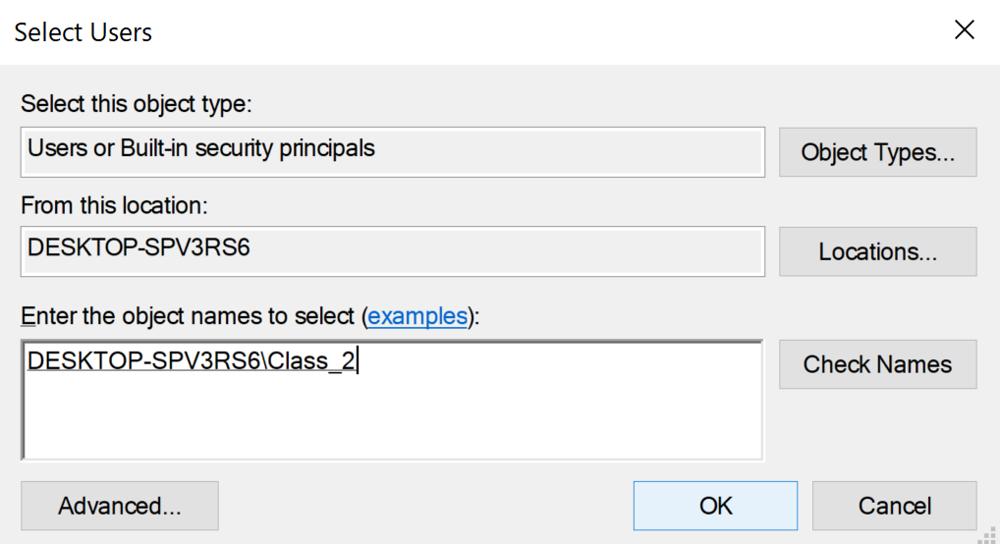 Select Users
Select this object type:
Users or Built-in security principals
Object Types...
From this location:
DESKTOP-SPV3RS6
Locations...
Enter the object names to select (examples):
DESKTOP-SPV3RS6\Class_2
Check Names
Advanced...
OK
Cancel